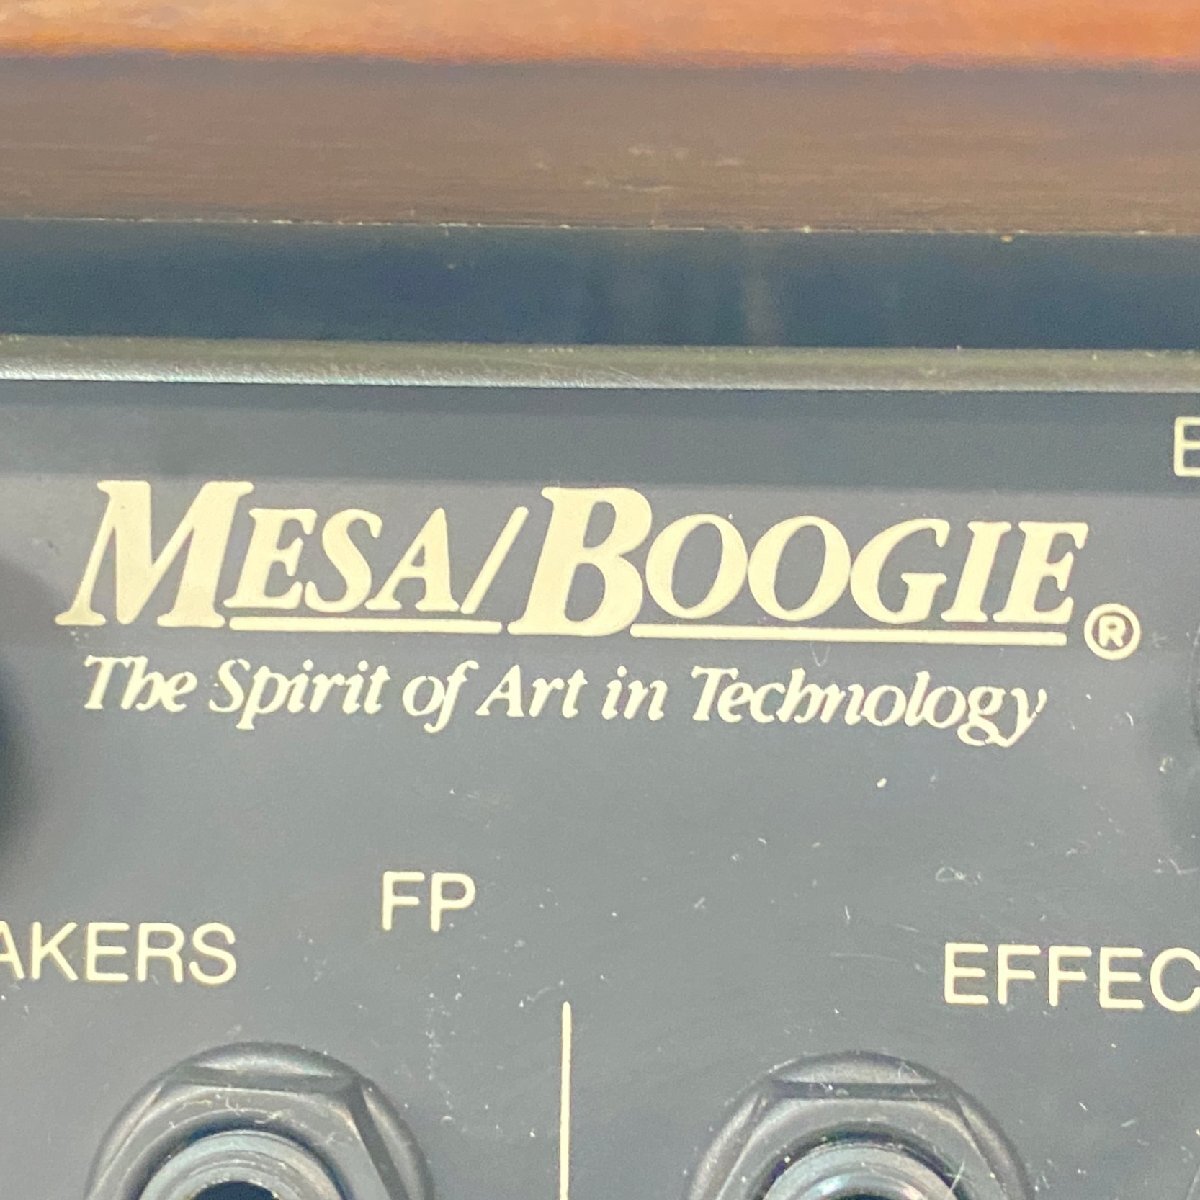 E
MESA/BOOGIE®
The Spirit of Art in Technology
FP
AKERS
EFFEC